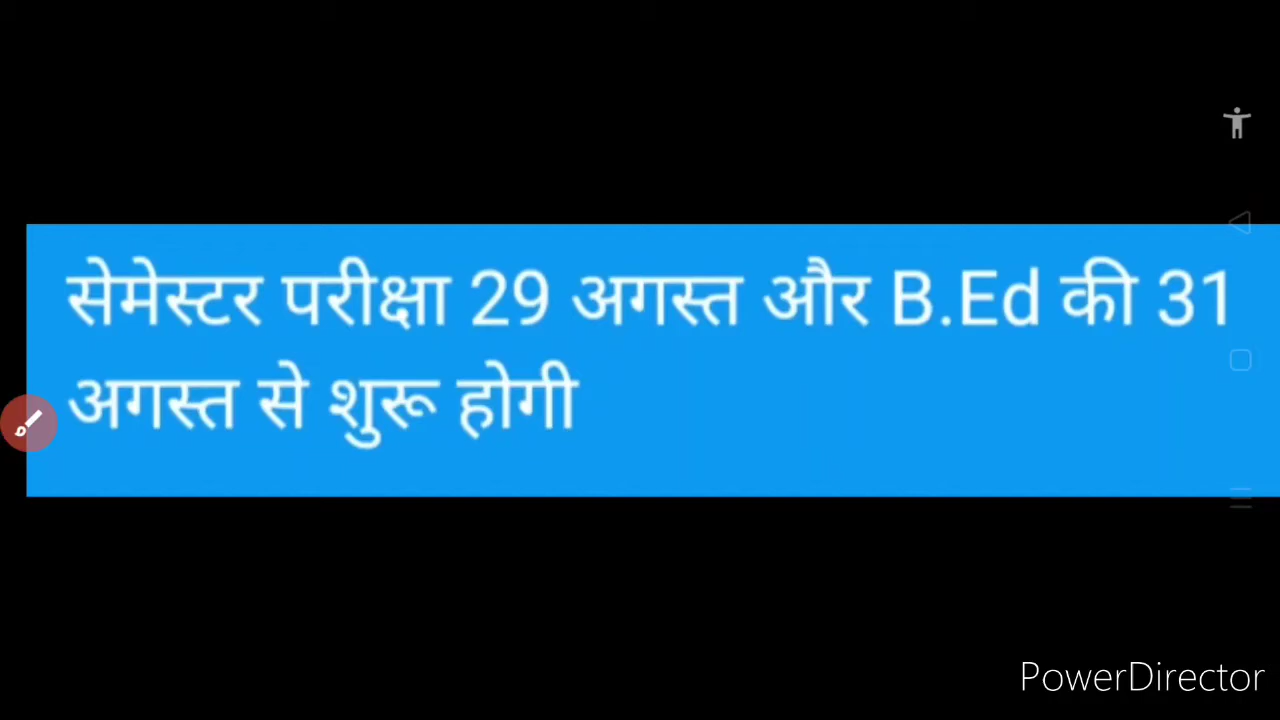 सेमेस्टर परीक्षा 29 अगस्त और B.Ed की 31
अगस्त से शुरू होगी
PowerDirector